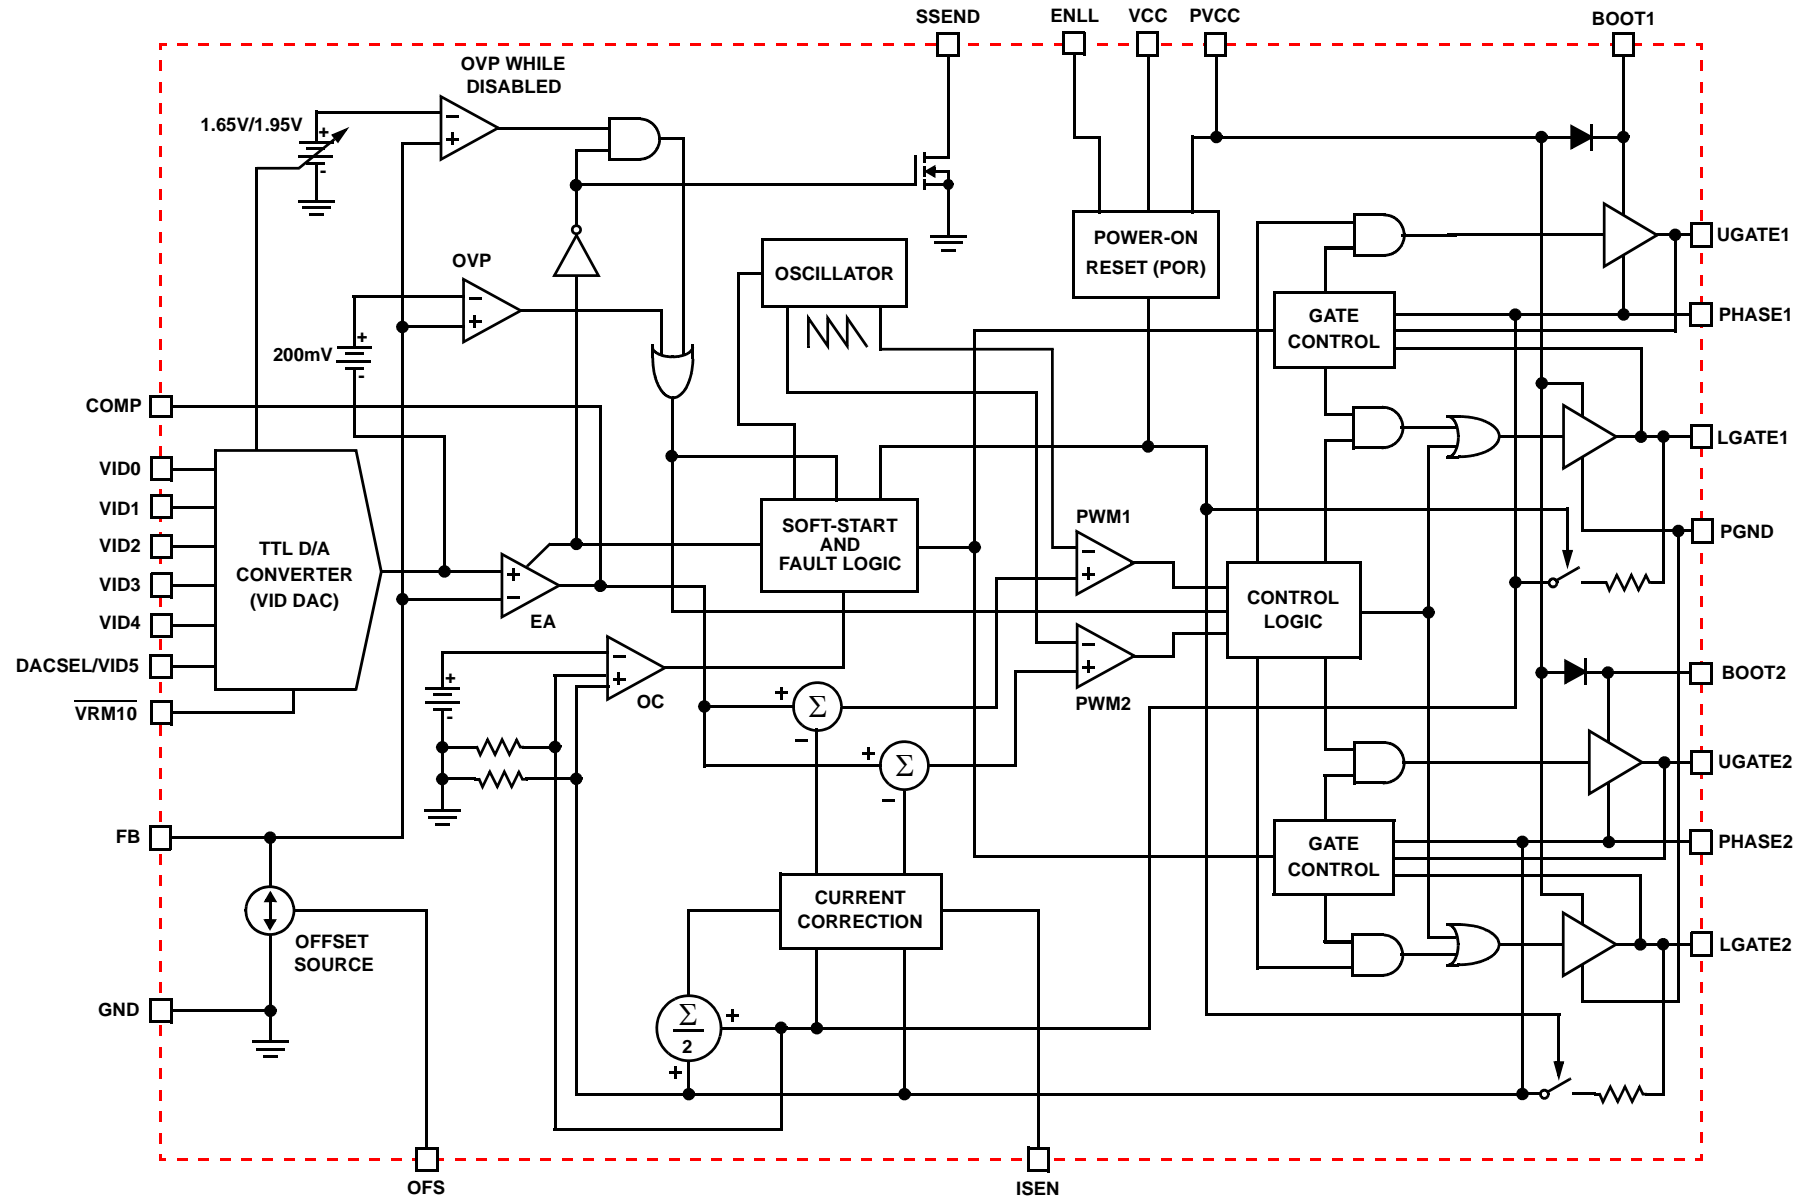 SSEND
ENLL
VCC
PVCC
BOOT1
OVP WHILE
DISABLED
1.65V/1.95V
+
-
−
+
OVP
−
+
200mV
+
-
OSCILLATOR
POWER-ON
RESET (POR)
UGATE1
GATE
CONTROL
PHASE1
COMP
LGATE1
VID0
VID1
VID2
VID3
VID4
DACSEL/VID5
VRM10
TTL D/A
CONVERTER
(VID DAC)
+
−
EA
SOFT-START
AND
FAULT LOGIC
PWM1
−
+
PGND
CONTROL
LOGIC
−
+
PWM2
+
-
−
+
OC
+
Σ
−
+
Σ
−
BOOT2
UGATE2
FB
GATE
CONTROL
PHASE2
CURRENT
CORRECTION
OFFSET
SOURCE
LGATE2
GND
Σ
2
+
+
OFS
ISEN